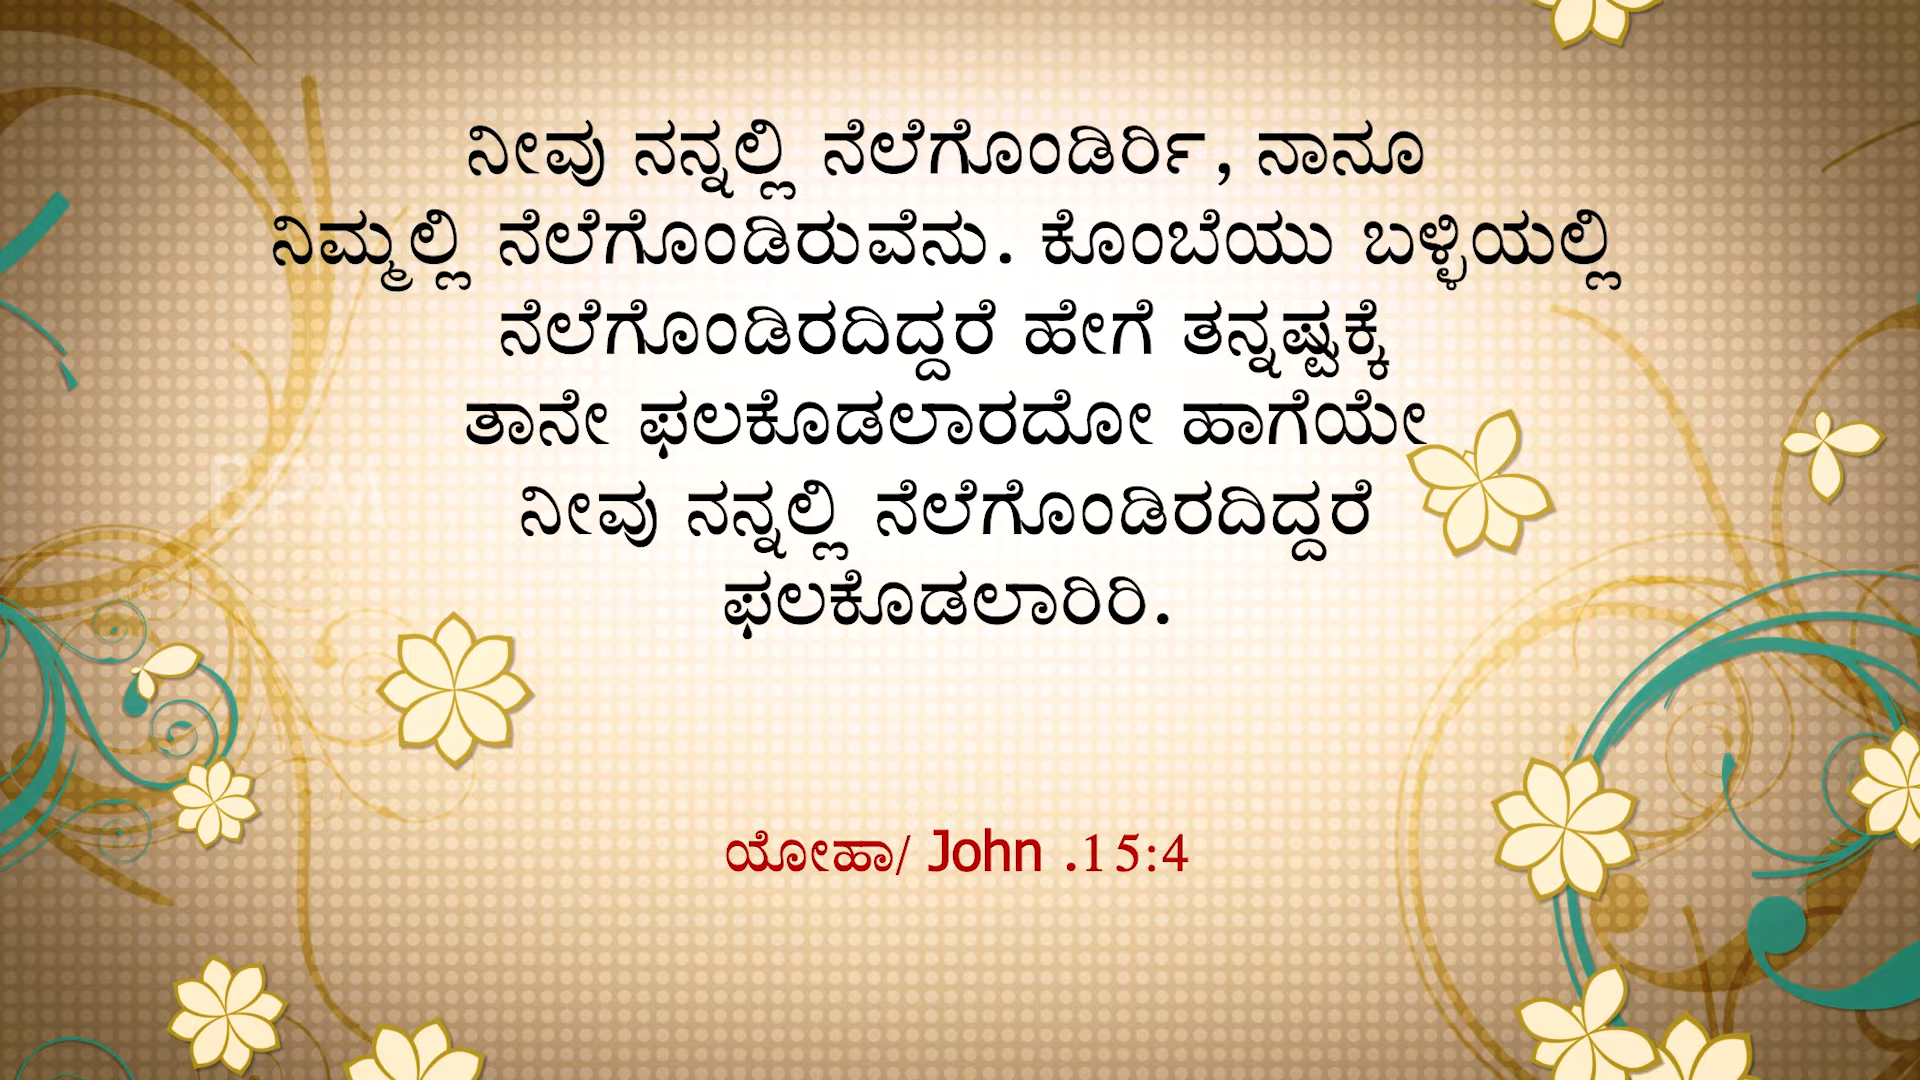 ನೀವು ನನ್ನಲ್ಲಿ ನೆಲೆಗೊಂಡಿರ್ರಿ, ನಾನೂ
ನಿಮ್ಮಲ್ಲಿ ನೆಲೆಗೊಂಡಿರುವೆನು. ಕೊಂಬೆಯು ಬಳ್ಳಿಯಲ್ಲಿ
ನೆಲೆಗೊಂಡಿರದಿದ್ದರೆ ಹೇಗೆ ತನ್ನಷ್ಟಕ್ಕೆ
ತಾನೇ ಫಲಕೊಡಲಾರದೋ ಹಾಗೆಯೇ
ನೀವು ನನ್ನಲ್ಲಿ ನೆಲೆಗೊಂಡಿರದಿದ್ದರೆ
ಫಲಕೊಡಲಾರಿರಿ.
ಯೋಹಾ/ John .15:4